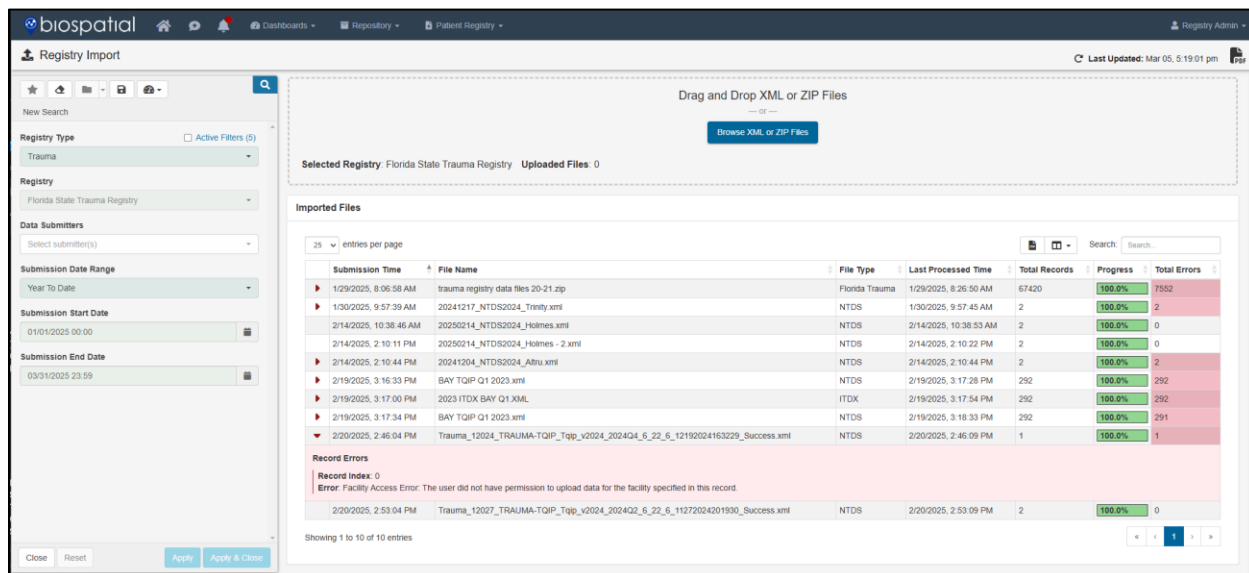 biospatial Dashboards Repository Patient Registry Registry Admin
Registry Import Last Updated: Mar 05, 5:19:01 pm PDF
New Search
Registry Type Active Filters (5)
Trauma
Registry
Florida State Trauma Registry
Data Submitters
Select submitter(s)
Submission Date Range
Year To Date
Submission Start Date
01/01/2025 00:00
Submission End Date
03/31/2025 23:59
Close Reset Apply Apply & Close
Drag and Drop XML or ZIP Files
— or —
Browse XML or ZIP Files
Selected Registry: Florida State Trauma Registry Uploaded Files: 0
Imported Files
25 entries per page Search: Search...
Submission Time File Name File Type Last Processed Time Total Records Progress Total Errors
1/29/2025, 8:06:58 AM trauma registry data files 20-21.zip Florida Trauma 1/29/2025, 8:26:50 AM 67420 100.0% 7552
1/30/2025, 9:57:39 AM 20241217_NTDS2024_Trinity.xml NTDS 1/30/2025, 9:57:45 AM 2 100.0% 2
2/14/2025, 10:38:46 AM 20250214_NTDS2024_Holmes.xml NTDS 2/14/2025, 10:38:53 AM 2 100.0% 0
2/14/2025, 2:10:11 PM 20250214_NTDS2024_Holmes - 2.xml NTDS 2/14/2025, 2:10:22 PM 2 100.0% 0
2/14/2025, 2:10:44 PM 20241204_NTDS2024_Altru.xml NTDS 2/14/2025, 2:10:44 PM 2 100.0% 2
2/19/2025, 3:16:33 PM BAY TQIP Q1 2023.xml NTDS 2/19/2025, 3:17:28 PM 292 100.0% 292
2/19/2025, 3:17:00 PM 2023 ITDX BAY Q1.XML ITDX 2/19/2025, 3:17:54 PM 292 100.0% 292
2/19/2025, 3:17:34 PM BAY TQIP Q1 2023.xml NTDS 2/19/2025, 3:18:33 PM 292 100.0% 291
2/20/2025, 2:46:04 PM Trauma_12024_TRAUMA-TQIP_Tqip_v2024_2024Q4_6_22_6_12192024163229_Success.xml NTDS 2/20/2025, 2:46:09 PM 1 100.0% 1
Record Errors
Record Index: 0
Error: Facility Access Error: The user did not have permission to upload data for the facility specified in this record.
2/20/2025, 2:53:04 PM Trauma_12027_TRAUMA-TQIP_Tqip_v2024_2024Q2_6_22_6_11272024201930_Success.xml NTDS 2/20/2025, 2:53:09 PM 2 100.0% 0
Showing 1 to 10 of 10 entries « ‹ 1 › »